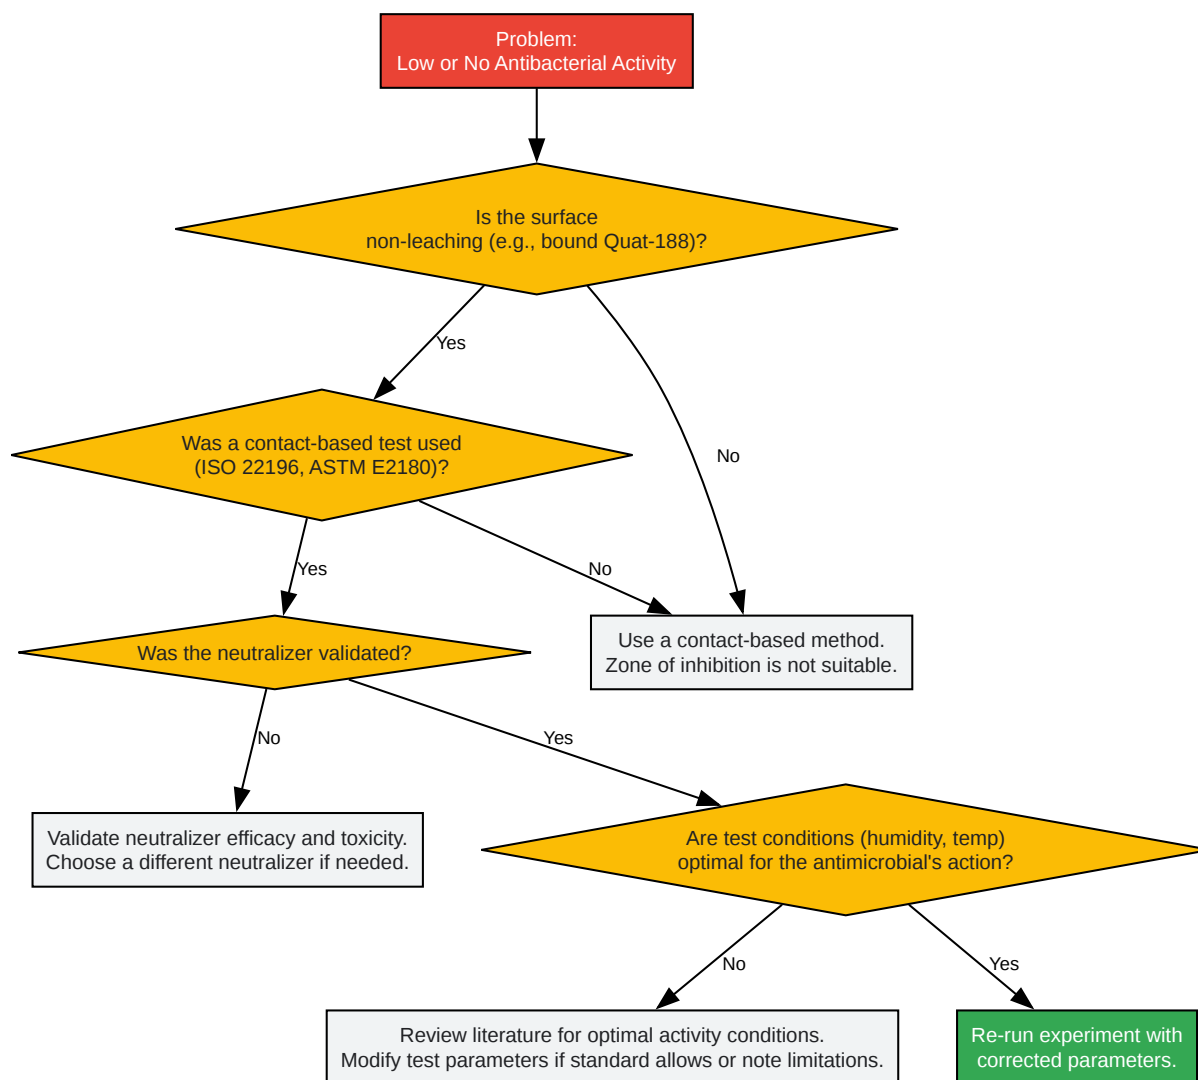 Problem:
Low or No Antibacterial Activity
Is the surface
non-leaching (e.g., bound Quat-188)?
Yes
No
Was a contact-based test used
(ISO 22196, ASTM E2180)?
Yes
No
Use a contact-based method.
Zone of inhibition is not suitable.
Was the neutralizer validated?
No
Yes
Validate neutralizer efficacy and toxicity.
Choose a different neutralizer if needed.
Are test conditions (humidity, temp)
optimal for the antimicrobial's action?
No
Yes
Review literature for optimal activity conditions.
Modify test parameters if standard allows or note limitations.
Re-run experiment with
corrected parameters.